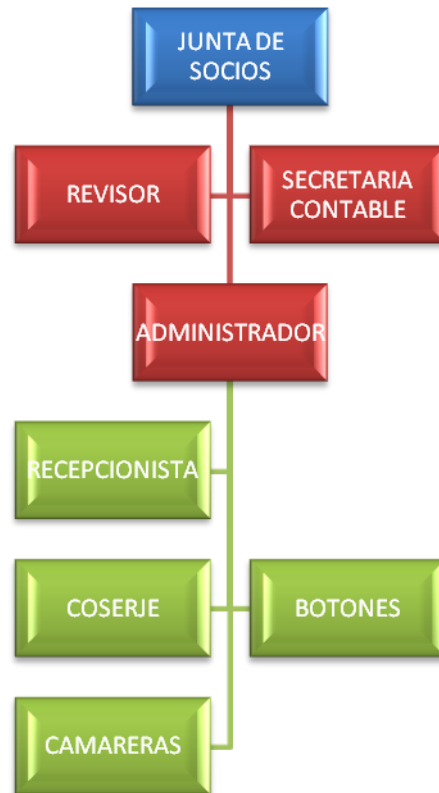 JUNTA DE
SOCIOS
REVISOR
SECRETARIA
CONTABLE
ADMINISTRADOR
RECEPCIONISTA
COSERJE
BOTONES
CAMARERAS